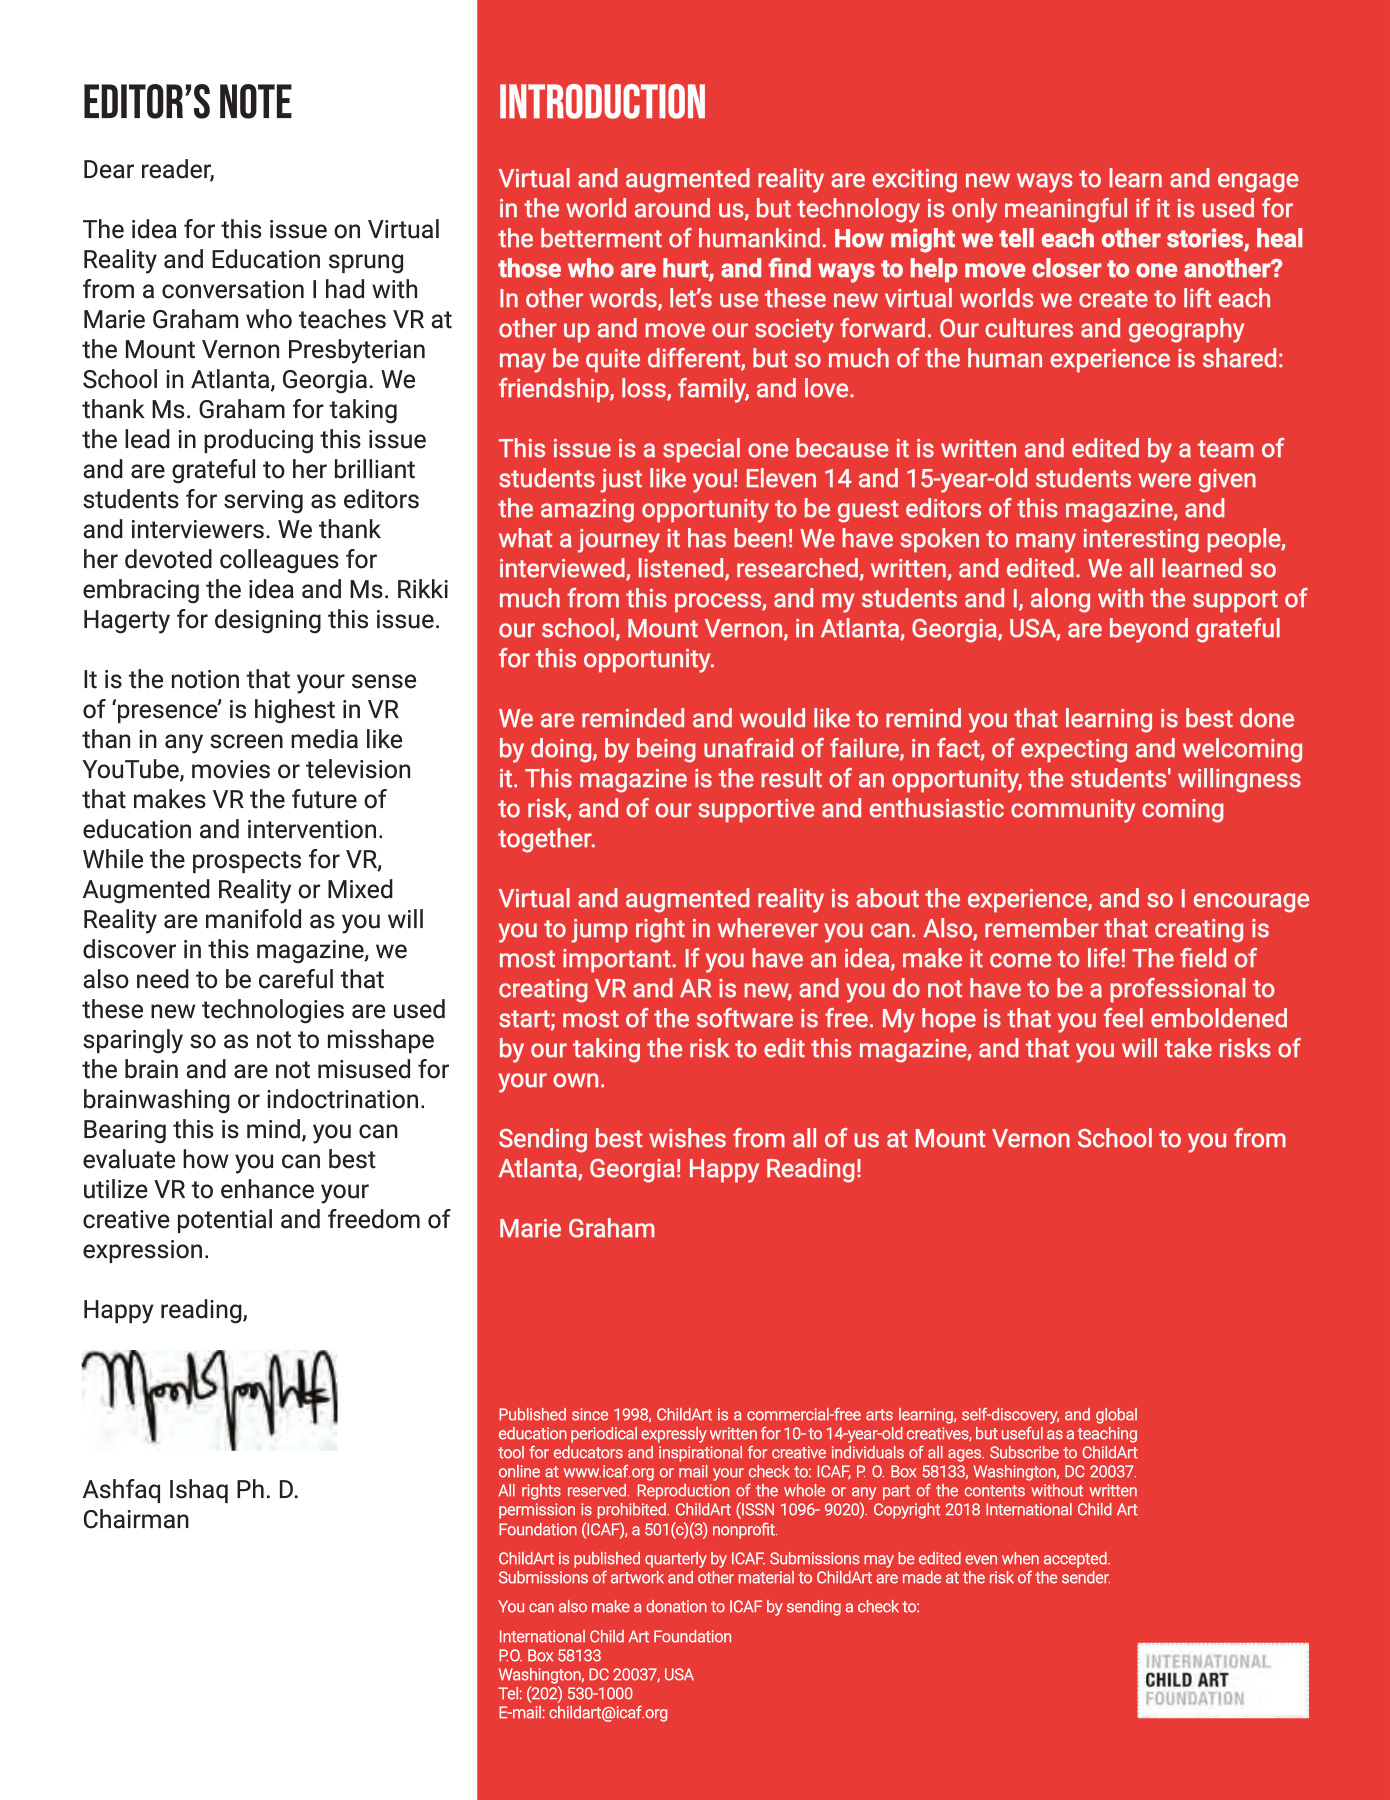 EDITOR'S NOTE
Dear reader,
The idea for this issue on Virtual
Reality and Education sprung
from a conversation I had with
Marie Graham who teaches VR at
the Mount Vernon Presbyterian
School in Atlanta, Georgia. We
thank Ms. Graham for taking
the lead in producing this issue
and are grateful to her brilliant
students for serving as editors
and interviewers. We thank
her devoted colleagues for
embracing the idea and Ms. Rikki
Hagerty for designing this issue.
It is the notion that your sense
of ‘presence’ is highest in VR
than in any screen media like
YouTube, movies or television
that makes VR the future of
education and intervention.
While the prospects for VR,
Augmented Reality or Mixed
Reality are manifold as you will
discover in this magazine, we
also need to be careful that
these new technologies are used
sparingly so as not to misshape
the brain and are not misused for
brainwashing or indoctrination.
Bearing this is mind, you can
evaluate how you can best
utilize VR to enhance your
creative potential and freedom of
expression.
Happy reading,
Ashfaq Ishaq Ph. D.
Chairman
INTRODUCTION
Virtual and augmented reality are exciting new ways to learn and engage
in the world around us, but technology is only meaningful if it is used for
the betterment of humankind. How might we tell each other stories, heal
those who are hurt, and find ways to help move closer to one another?
In other words, let’s use these new virtual worlds we create to lift each
other up and move our society forward. Our cultures and geography
may be quite different, but so much of the human experience is shared:
friendship, loss, family, and love.
This issue is a special one because it is written and edited by a team of
students just like you! Eleven 14 and 15-year-old students were given
the amazing opportunity to be guest editors of this magazine, and
what a journey it has been! We have spoken to many interesting people,
interviewed, listened, researched, written, and edited. We all learned so
much from this process, and my students and I, along with the support of
our school, Mount Vernon, in Atlanta, Georgia, USA, are beyond grateful
for this opportunity.
We are reminded and would like to remind you that learning is best done
by doing, by being unafraid of failure, in fact, of expecting and welcoming
it. This magazine is the result of an opportunity, the students' willingness
to risk, and of our supportive and enthusiastic community coming
together.
Virtual and augmented reality is about the experience, and so I encourage
you to jump right in wherever you can. Also, remember that creating is
most important. If you have an idea, make it come to life! The field of
creating VR and AR is new, and you do not have to be a professional to
start; most of the software is free. My hope is that you feel emboldened
by our taking the risk to edit this magazine, and that you will take risks of
your own.
Sending best wishes from all of us at Mount Vernon School to you from
Atlanta, Georgia! Happy Reading!
Marie Graham
Published since 1998, ChildArt is a commercial-free arts learning, self-discovery, and global
education periodical expressly written for 10- to 14-year-old creatives, but useful as a teaching
tool for educators and inspirational for creative individuals of all ages. Subscribe to ChildArt
online at www.icaf.org or mail your check to: ICAF, P. O. Box 58133, Washington, DC 20037.
All rights reserved. Reproduction of the whole or any part of the contents without written
permission is prohibited. ChildArt (ISSN 1096- 9020). Copyright 2018 International Child Art
Foundation (ICAF), a 501(c)(3) nonprofit.
ChildArt is published quarterly by ICAF. Submissions may be edited even when accepted.
Submissions of artwork and other material to ChildArt are made at the risk of the sender.
You can also make a donation to ICAF by sending a check to:
International Child Art Foundation
P.O. Box 58133
Washington, DC 20037, USA
Tel: (202) 530-1000
E-mail: childart@icaf.org
INTERNATIONAL
CHILD ART
FOUNDATION